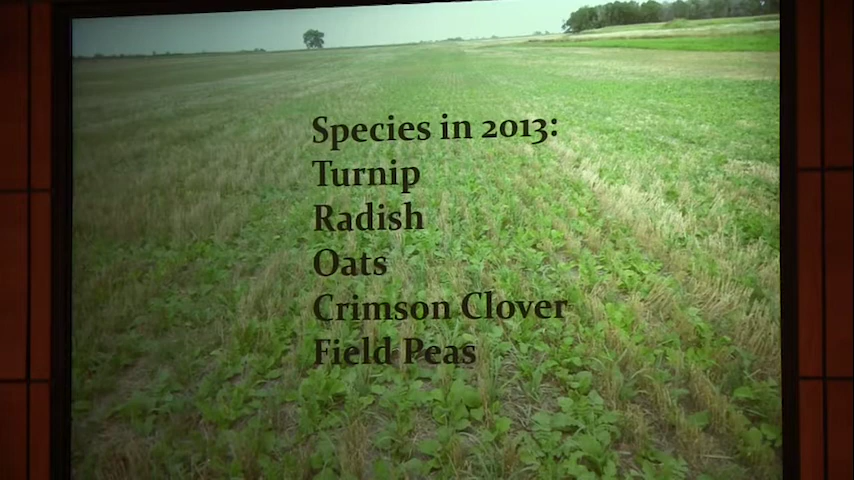 Species in 2013:
Turnip
Radish
Oats
Crimson Clover
Field Peas